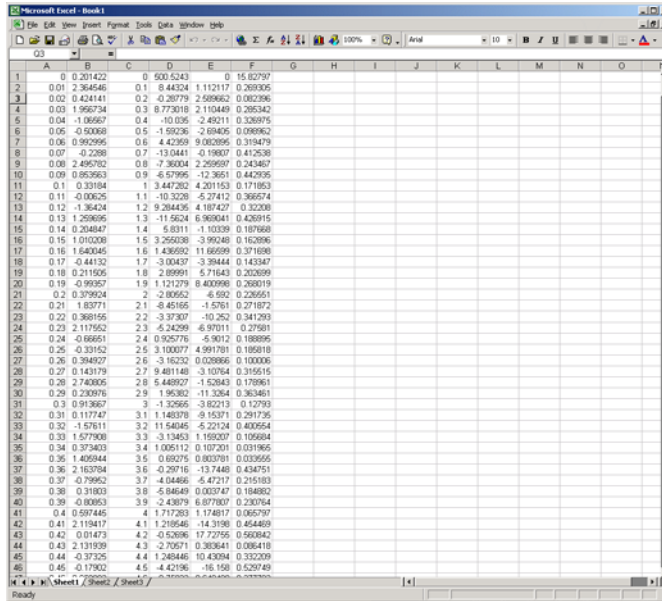 Microsoft Excel - Book1
File Edit View Insert Format Tools Data Window Help
100% Arial 10 B I U
Q3 =
A B C D E F G H I J K L M N O
1 0 0.201422 0 500.5243 0 15.82797
2 0.01 2.364546 0.1 8.44324 1.112117 0.269305
3 0.02 0.424141 0.2 -0.28779 2.589662 0.082396
4 0.03 1.956734 0.3 8.773018 2.110449 0.285342
5 0.04 -1.06567 0.4 -10.035 -2.49211 0.326975
6 0.05 -0.50068 0.5 -1.59236 -2.69405 0.098962
7 0.06 0.992995 0.6 4.42359 9.082895 0.319479
8 0.07 -0.2288 0.7 -13.0441 -0.19807 0.412538
9 0.08 2.495782 0.8 -7.36004 2.259597 0.243467
10 0.09 0.853563 0.9 -6.57995 -12.3651 0.442935
11 0.1 0.33184 1 3.447282 4.201153 0.171853
12 0.11 -0.00625 1.1 -10.3228 -5.27412 0.366574
13 0.12 -1.36424 1.2 9.284435 4.187427 0.32208
14 0.13 1.259695 1.3 -11.5624 6.969041 0.426915
15 0.14 0.204847 1.4 5.8311 -1.10339 0.187668
16 0.15 1.010208 1.5 3.255038 -3.99248 0.162896
17 0.16 1.640045 1.6 1.436592 11.66599 0.371698
18 0.17 -0.44132 1.7 -3.00437 -3.39444 0.143347
19 0.18 0.211505 1.8 2.89991 5.71643 0.202699
20 0.19 -0.99357 1.9 1.121279 8.400998 0.268019
21 0.2 0.379924 2 -2.80552 -6.592 0.226551
22 0.21 1.83771 2.1 -8.45165 -1.5761 0.271872
23 0.22 0.368155 2.2 -3.37307 -10.252 0.341293
24 0.23 2.117552 2.3 -5.24299 -6.97011 0.27581
25 0.24 -0.66651 2.4 0.925776 -5.9012 0.188895
26 0.25 -0.33152 2.5 3.100077 4.991781 0.185818
27 0.26 0.394927 2.6 -3.16232 0.028866 0.100006
28 0.27 0.143179 2.7 9.481148 -3.10764 0.315515
29 0.28 2.740805 2.8 5.448927 -1.52843 0.178961
30 0.29 0.230976 2.9 1.95382 -11.3264 0.363461
31 0.3 0.913667 3 -1.32565 -3.82213 0.12793
32 0.31 0.117747 3.1 1.148378 -9.15371 0.291735
33 0.32 -1.57611 3.2 11.54045 -5.22124 0.400554
34 0.33 1.577908 3.3 -3.13453 1.159207 0.105684
35 0.34 0.373403 3.4 1.005112 0.107201 0.031965
36 0.35 1.405944 3.5 0.69275 0.803781 0.033555
37 0.36 2.163784 3.6 -0.29716 -13.7448 0.434751
38 0.37 -0.79952 3.7 -4.04466 -5.47217 0.215183
39 0.38 0.31803 3.8 -5.84649 0.003747 0.184882
40 0.39 -0.80853 3.9 -2.43879 6.877807 0.230764
41 0.4 0.597445 4 1.717283 1.174817 0.065797
42 0.41 2.119417 4.1 1.218546 -14.3198 0.454469
43 0.42 0.01473 4.2 -0.52696 17.72755 0.560842
44 0.43 2.131939 4.3 -2.70571 0.383641 0.086418
45 0.44 -0.37325 4.4 1.248446 10.43094 0.332209
46 0.45 -0.17902 4.5 -4.42196 -16.158 0.529749
Sheet1 Sheet2 Sheet3
Ready